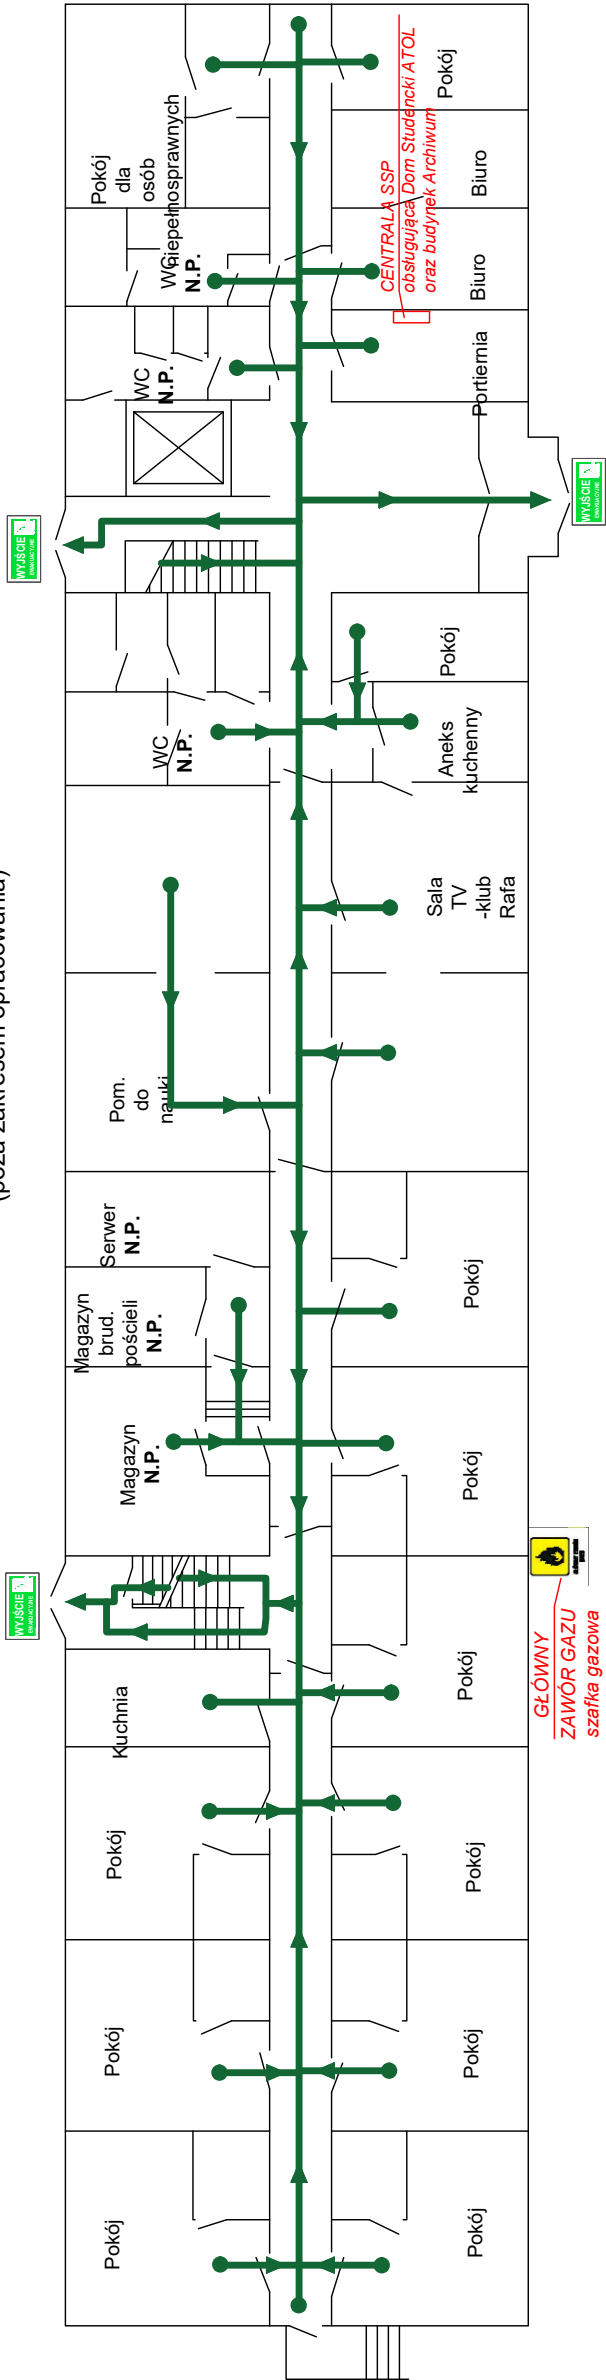 (poza zakresem opracowania)
Pokój
dla
osób
niepełnosprawnych
WC
N.P.
WC
N.P.
WYJŚCIE
EWAKUACYJNE
WC
N.P.
Pom.
do
nauki
Serwer
N.P.
Magazyn
brud.
pościeli
N.P.
Magazyn
N.P.
WYJŚCIE
EWAKUACYJNE
Kuchnia
Pokój
Pokój
Pokój
Pokój
Biuro
Biuro
CENTRALA SSP
obsługująca Dom Studencki ATOL
oraz budynek Archiwum
Portiernia
WYJŚCIE
EWAKUACYJNE
Pokój
Aneks
kuchenny
Sala
TV
-klub
Rafa
Pokój
Pokój
Pokój
GŁÓWNY
ZAWÓR GAZU
szafka gazowa
Pokój
Pokój
Pokój